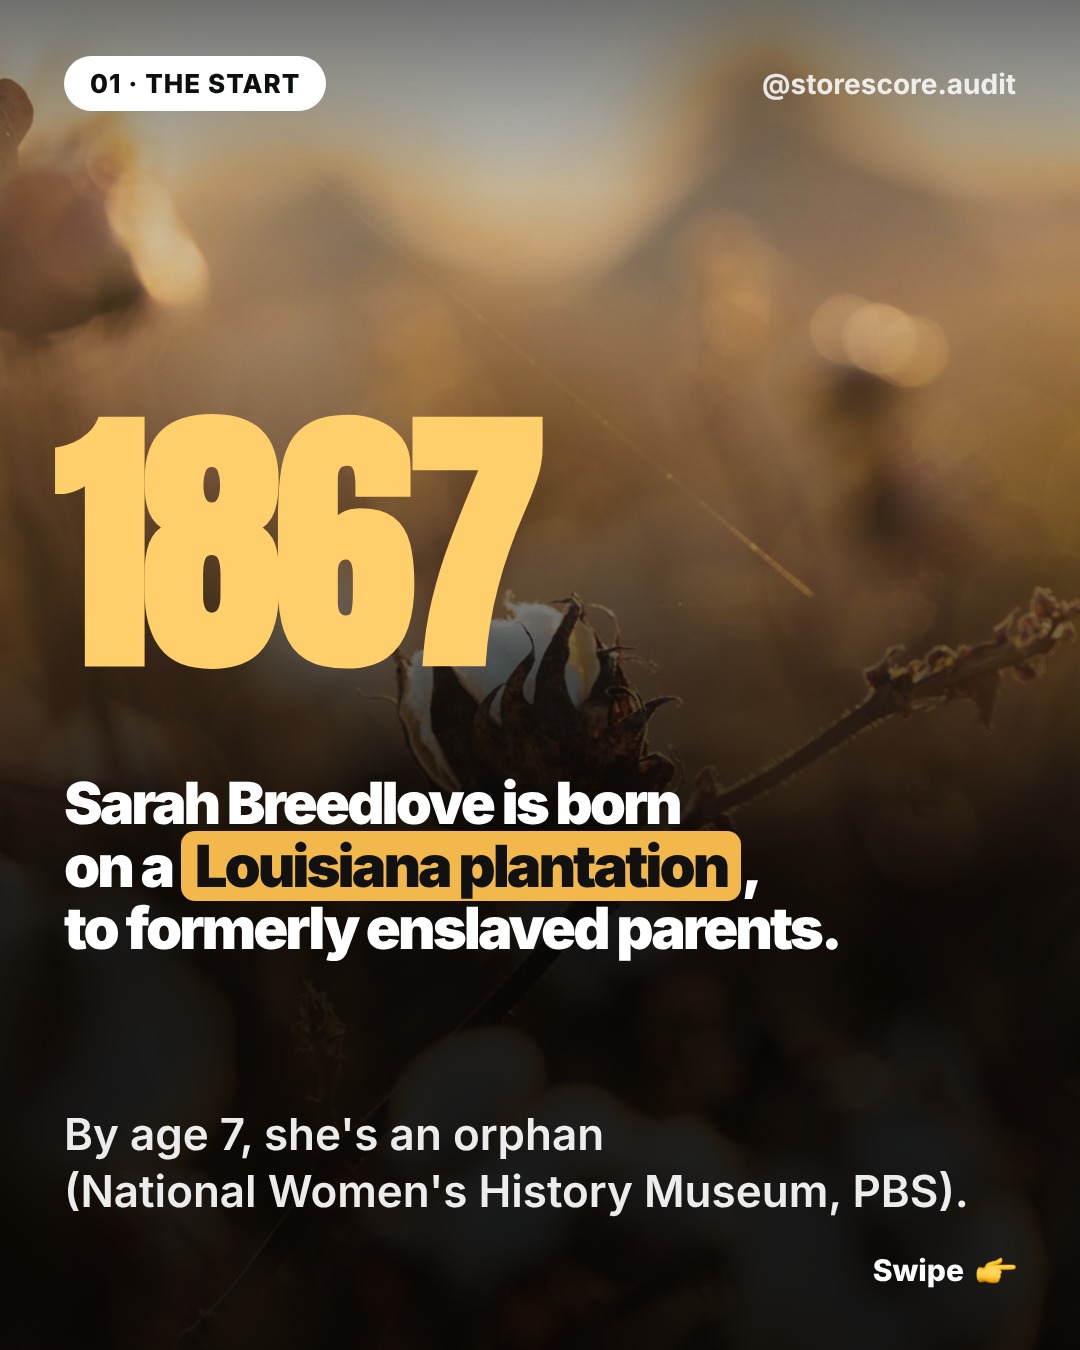 01 · THE START
@storescore.audit
1867
Sarah Breedlove is born
on a Louisiana plantation,
to formerly enslaved parents.
By age 7, she's an orphan
(National Women's History Museum, PBS).
Swipe 👉